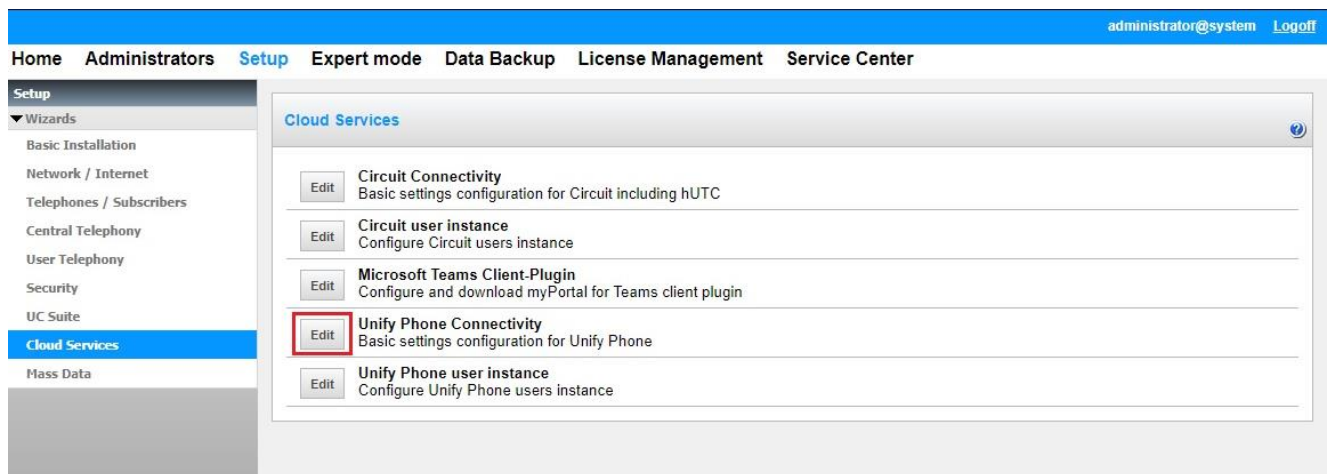 administrator@system Logoff
Home Administrators Setup Expert mode Data Backup License Management Service Center
Setup
Wizards
Basic Installation
Network / Internet
Telephones / Subscribers
Central Telephony
User Telephony
Security
UC Suite
Cloud Services
Mass Data
Cloud Services
?
Edit
Circuit Connectivity
Basic settings configuration for Circuit including hUTC
Edit
Circuit user instance
Configure Circuit users instance
Edit
Microsoft Teams Client-Plugin
Configure and download myPortal for Teams client plugin
Edit
Unify Phone Connectivity
Basic settings configuration for Unify Phone
Edit
Unify Phone user instance
Configure Unify Phone users instance